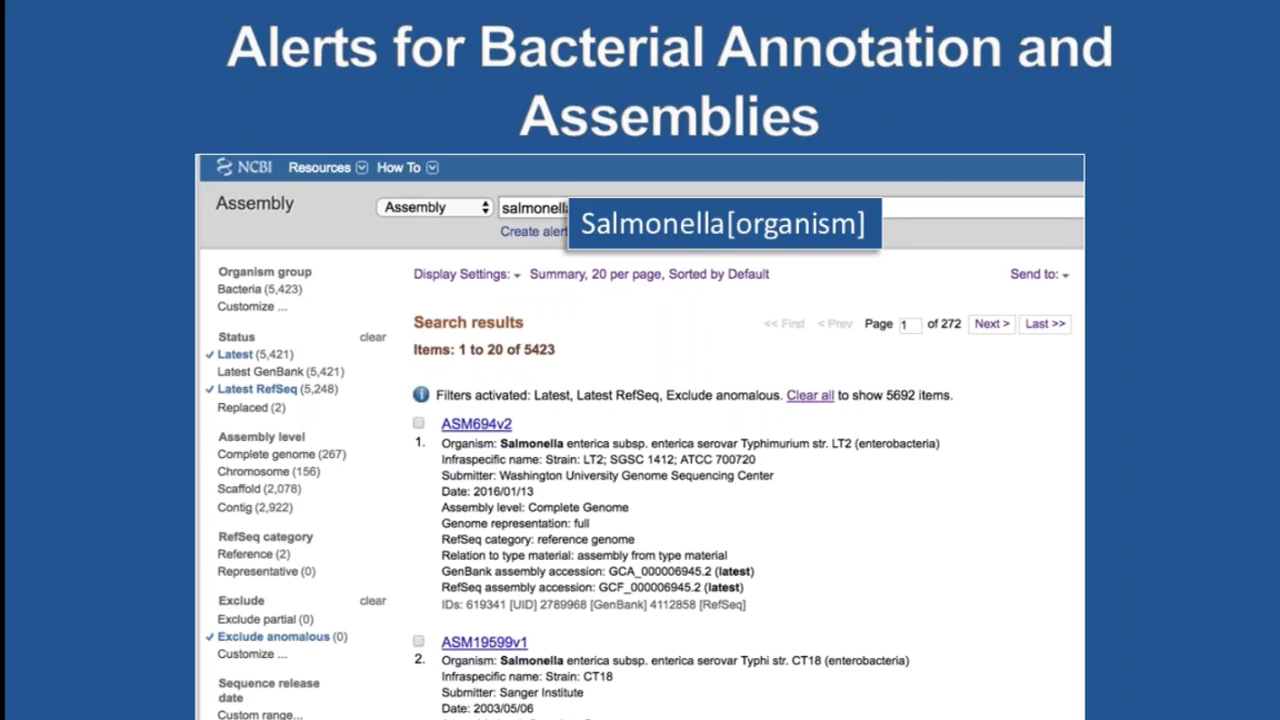 Alerts for Bacterial Annotation and
Assemblies
NCBI Resources How To
Assembly
Assembly
salmonell
Salmonella[organism]
Create alert
Organism group
Bacteria (5,423)
Customize ...
Status clear
Latest (5,421)
Latest GenBank (5,421)
Latest RefSeq (5,248)
Replaced (2)
Assembly level
Complete genome (267)
Chromosome (156)
Scaffold (2,078)
Contig (2,922)
RefSeq category
Reference (2)
Representative (0)
Exclude clear
Exclude partial (0)
Exclude anomalous (0)
Customize ...
Sequence release
date
Custom range...
Display Settings: Summary, 20 per page, Sorted by Default Send to:
Search results
<< First < Prev Page 1 of 272 Next > Last >>
Items: 1 to 20 of 5423
Filters activated: Latest, Latest RefSeq, Exclude anomalous. Clear all to show 5692 items.
ASM694v2
1. Organism: Salmonella enterica subsp. enterica serovar Typhimurium str. LT2 (enterobacteria)
Infraspecific name: Strain: LT2; SGSC 1412; ATCC 700720
Submitter: Washington University Genome Sequencing Center
Date: 2016/01/13
Assembly level: Complete Genome
Genome representation: full
RefSeq category: reference genome
Relation to type material: assembly from type material
GenBank assembly accession: GCA_000006945.2 (latest)
RefSeq assembly accession: GCF_000006945.2 (latest)
IDs: 619341 [UID] 2789968 [GenBank] 4112858 [RefSeq]
ASM19599v1
2. Organism: Salmonella enterica subsp. enterica serovar Typhi str. CT18 (enterobacteria)
Infraspecific name: Strain: CT18
Submitter: Sanger Institute
Date: 2003/05/06